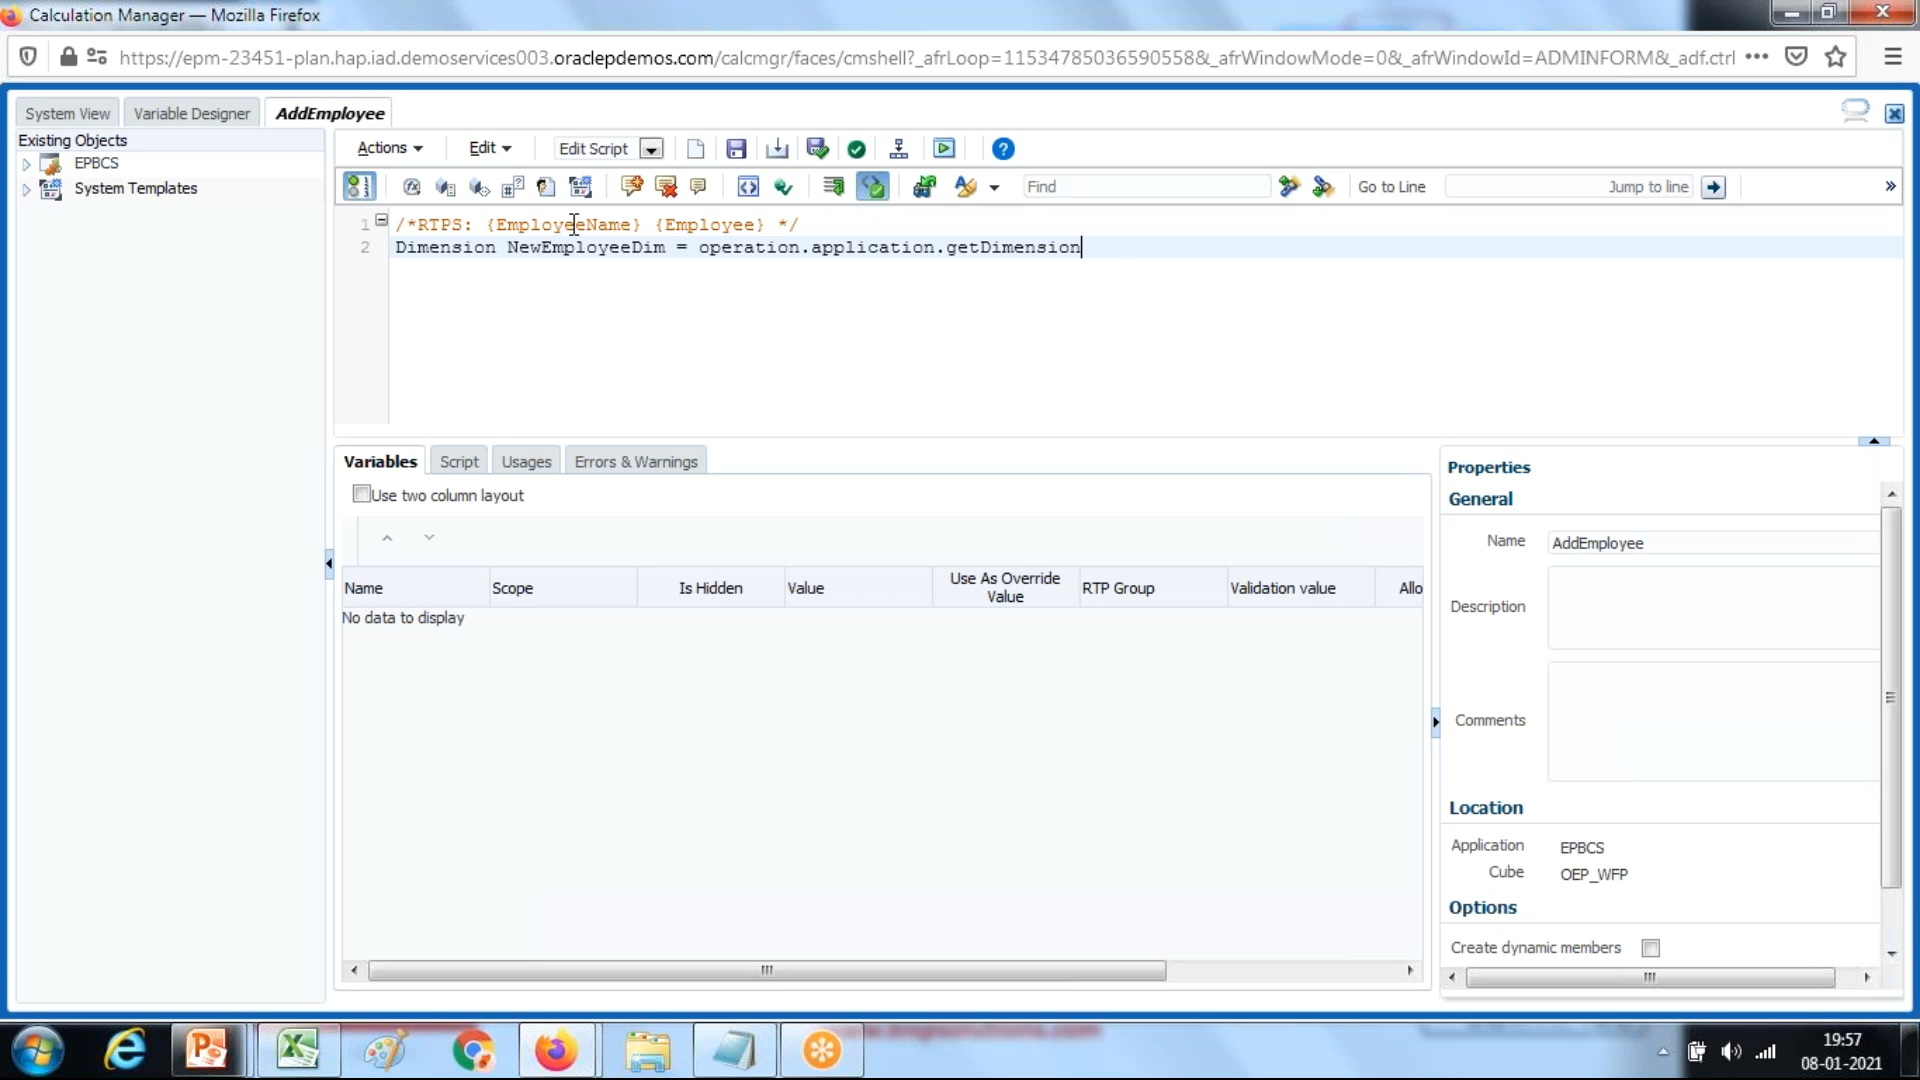 Calculation Manager — Mozilla Firefox
https://epm-23451-plan.hap.iad.demoservices003.oraclepdemos.com/calcmgr/faces/cmshell?_afrLoop=11534785036590558&_afrWindowMode=0&_afrWindowId=ADMINFORM&_adf.ctrl
System View
Variable Designer
AddEmployee
Existing Objects
EPBCS
System Templates
Actions
Edit
Edit Script
Find
Go to Line
Jump to line
1 /*RTPS: {EmployeeName} {Employee} */
2 Dimension NewEmployeeDim = operation.application.getDimension
Variables
Script
Usages
Errors & Warnings
Use two column layout
Name
Scope
Is Hidden
Value
Use As Override Value
RTP Group
Validation value
Allo
No data to display
Properties
General
Name AddEmployee
Description
Comments
Location
Application EPBCS
Cube OEP_WFP
Options
Create dynamic members
19:57
08-01-2021